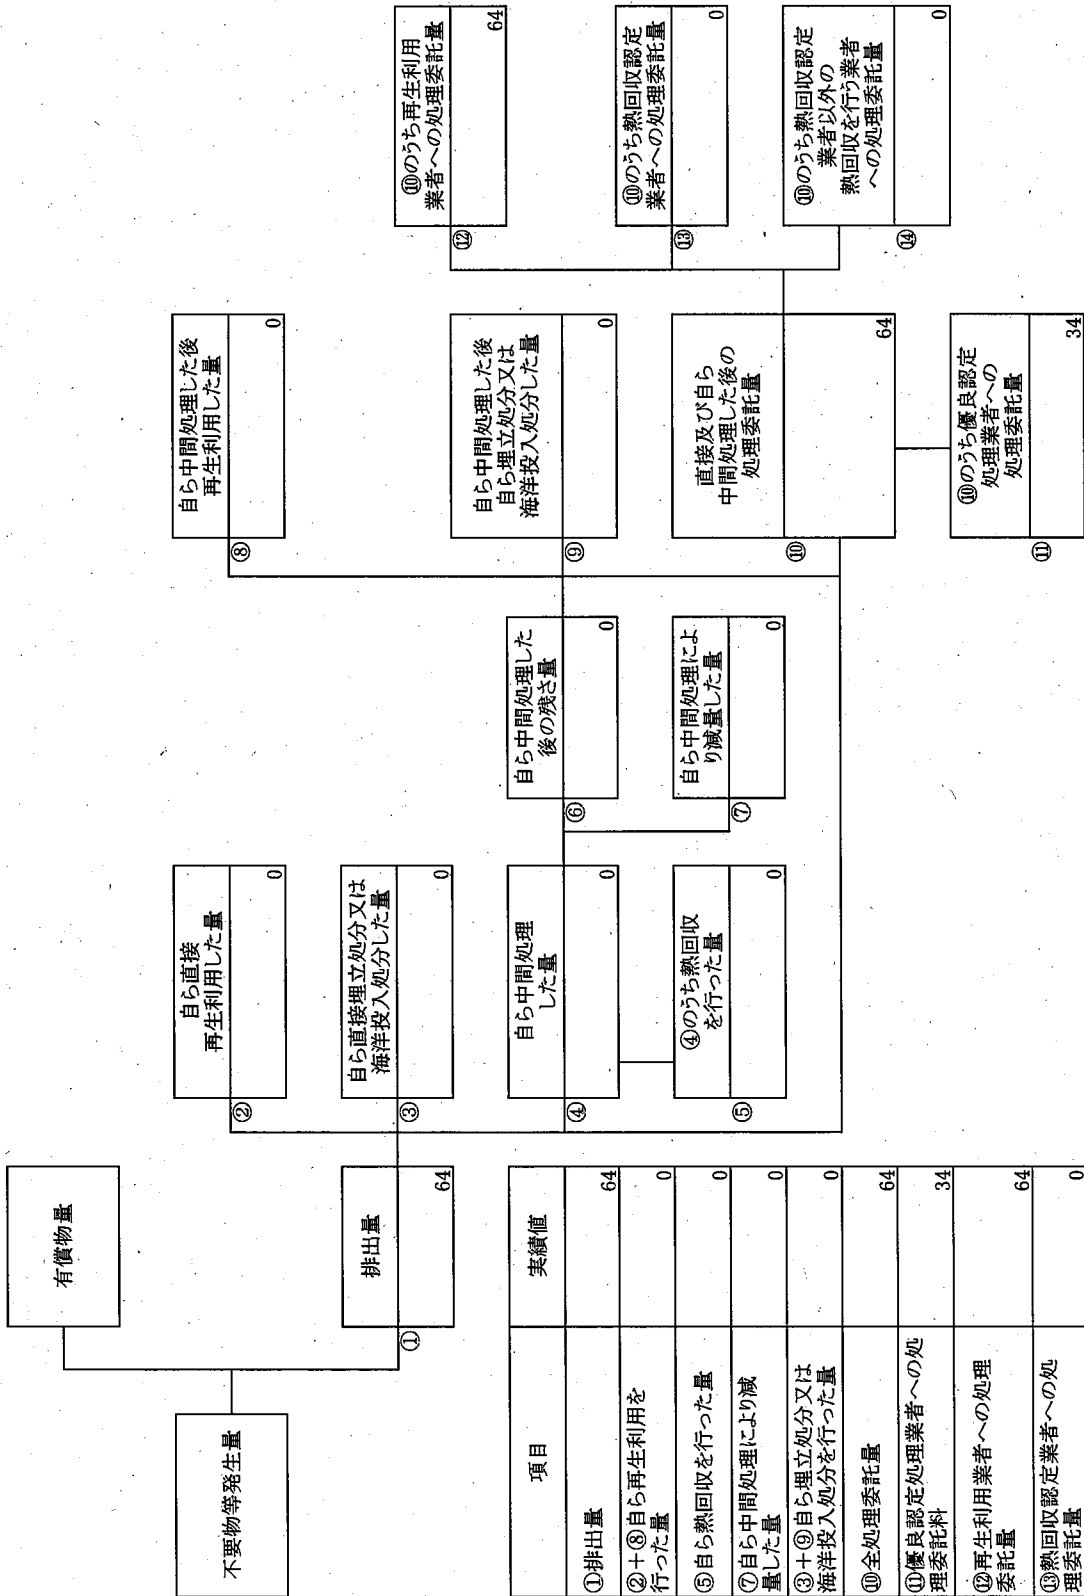 不要物等発生量
有償物量
排出量
①
64
自ら直接
再生利用した量
②
0
自ら直接埋立処分又は
海洋投入処分した量
③
0
自ら中間処理
した量
④
0
④のうち熱回収
を行った量
⑤
0
自ら中間処理した
後の残さ量
⑥
0
自ら中間処理によ
り減量した量
⑦
0
自ら中間処理した後
再生利用した量
⑧
0
自ら中間処理した後
自ら埋立処分又は
海洋投入処分した量
⑨
0
直接及び自ら
中間処理した後の
処理委託量
⑩
64
⑩のうち優良認定
処理業者への
処理委託量
⑪
34
⑩のうち再生利用
業者への処理委託量
⑫
64
⑩のうち熱回収認定
業者への処理委託量
⑬
0
⑩のうち熱回収認定
業者以外の
熱回収を行う業者
への処理委託量
⑭
0
項目 実績値
①排出量 64
②+⑧自ら再生利用を
行った量 0
⑤自ら熱回収を行った量 0
⑦自ら中間処理により減
量した量 0
③+⑨自ら埋立処分又は
海洋投入処分を行った量 0
⑩全処理委託量 64
⑪優良認定処理業者への処
理委託料 34
⑫再生利用業者への処理
委託量 64
⑬熱回収認定業者への処
理委託量 0